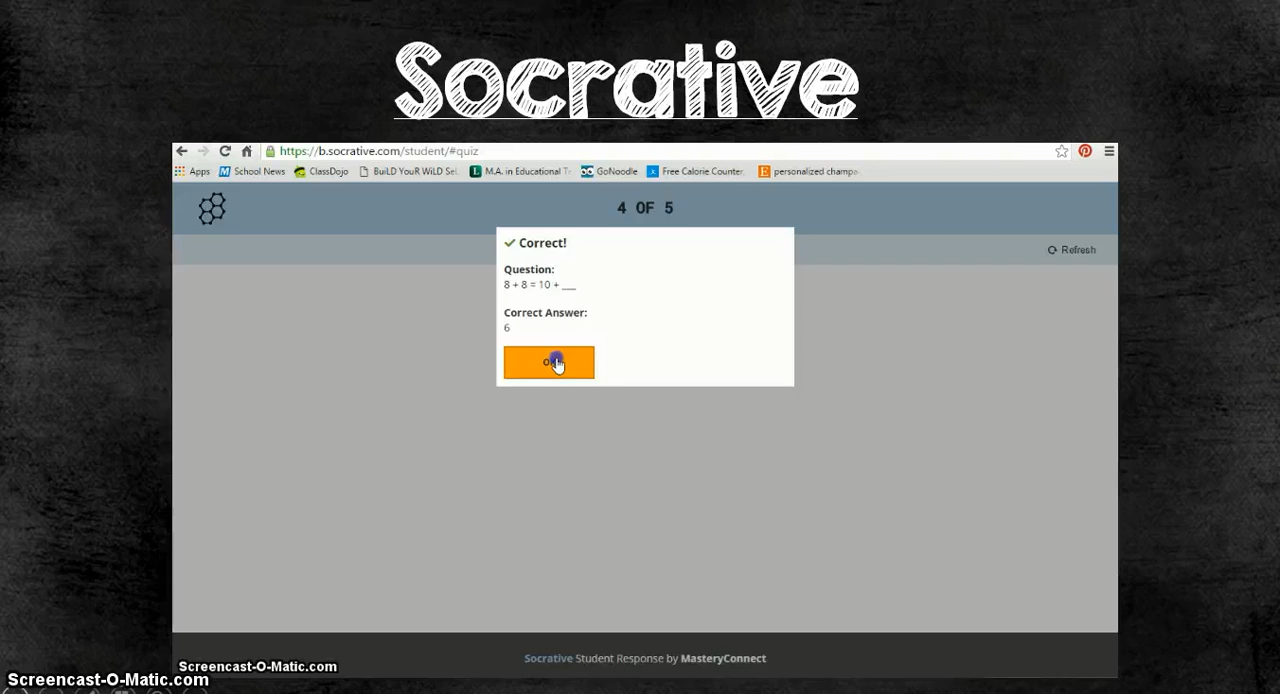 Socrative
https://b.socrative.com/student/#quiz
Apps School News ClassDojo BuiLD YouR WiLD Sel M.A. in Educational Te GoNoodle Free Calorie Counter, personalized champa
4 OF 5
Refresh
Correct!
Question:
8 + 8 = 10 + ___
Correct Answer:
6
Socrative Student Response by MasteryConnect
Screencast-O-Matic.com
Screencast-O-Matic.com